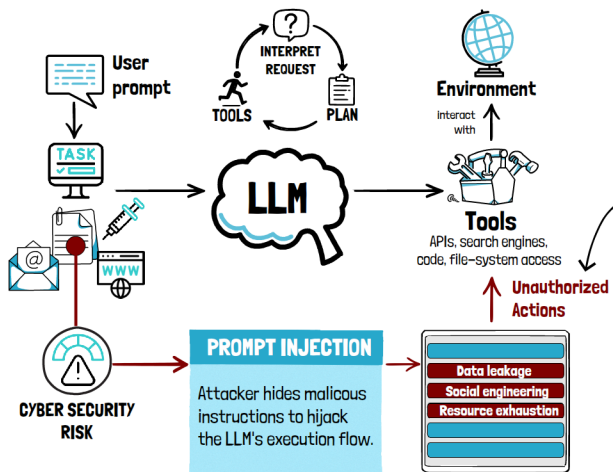 User
prompt
TASK
@
WWW
?
INTERPRET
REQUEST
TOOLS
PLAN
LLM
Environment
Interact
with
Tools
APIs, search engines,
code, file-system access
Unauthorized
Actions
CYBER SECURITY
RISK
PROMPT INJECTION
Attacker hides malicous
instructions to hijack
the LLM's execution flow.
Data leakage
Social engineering
Resource exhaustion